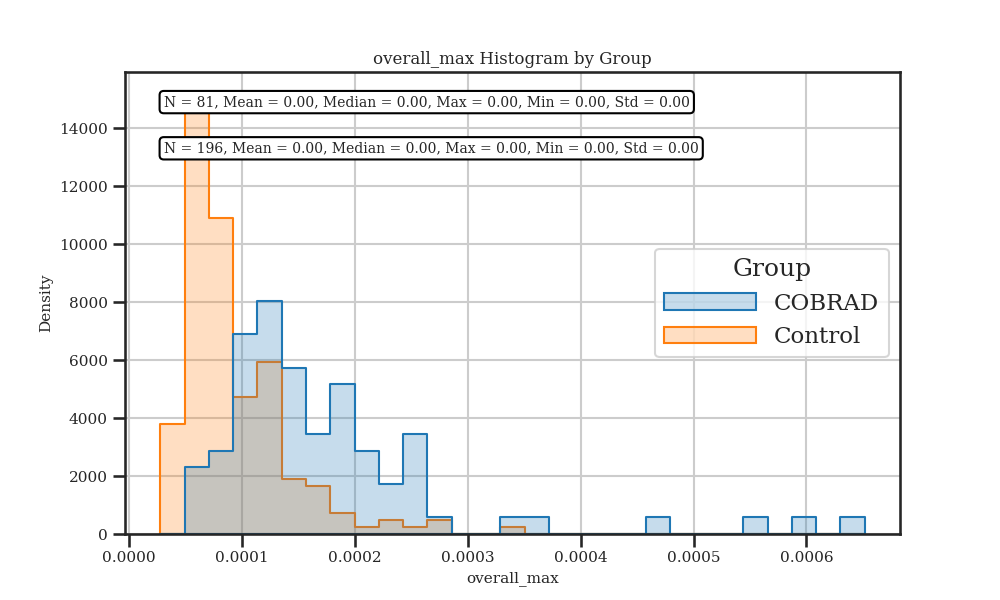 overall_max Histogram by Group
N = 81, Mean = 0.00, Median = 0.00, Max = 0.00, Min = 0.00, Std = 0.00
N = 196, Mean = 0.00, Median = 0.00, Max = 0.00, Min = 0.00, Std = 0.00
14000
12000
10000
8000
6000
4000
2000
0
Density
Group
COBRAD
Control
0.0000 0.0001 0.0002 0.0003 0.0004 0.0005 0.0006
overall_max